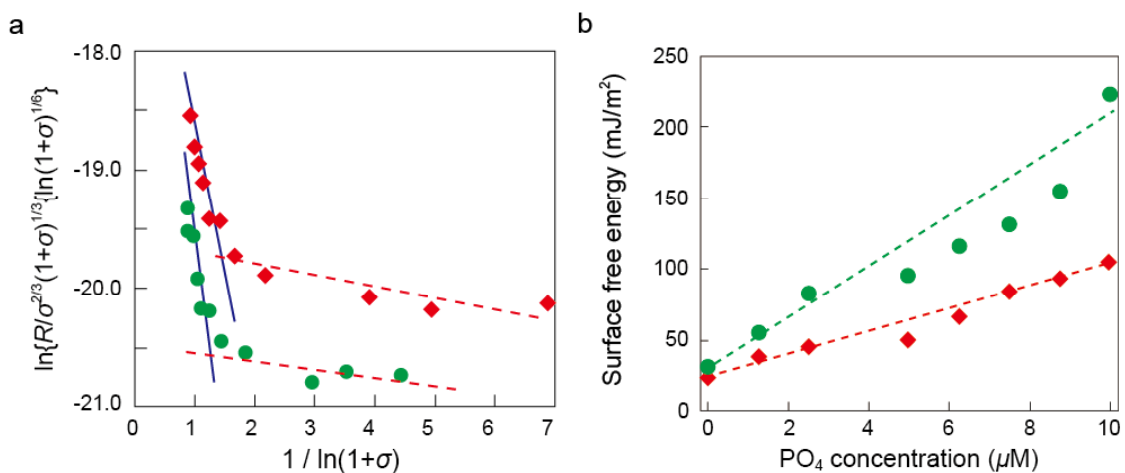 a
-18.0
-19.0
-20.0
-21.0
0 1 2 3 4 5 6 7
ln{R/σ^{2/3}(1+σ)^{1/3}{ln(1+σ)^{1/6}}
1 / ln(1+σ)
b
250
200
150
100
50
0
0 2 4 6 8 10
Surface free energy (mJ/m²)
PO₄ concentration (µM)